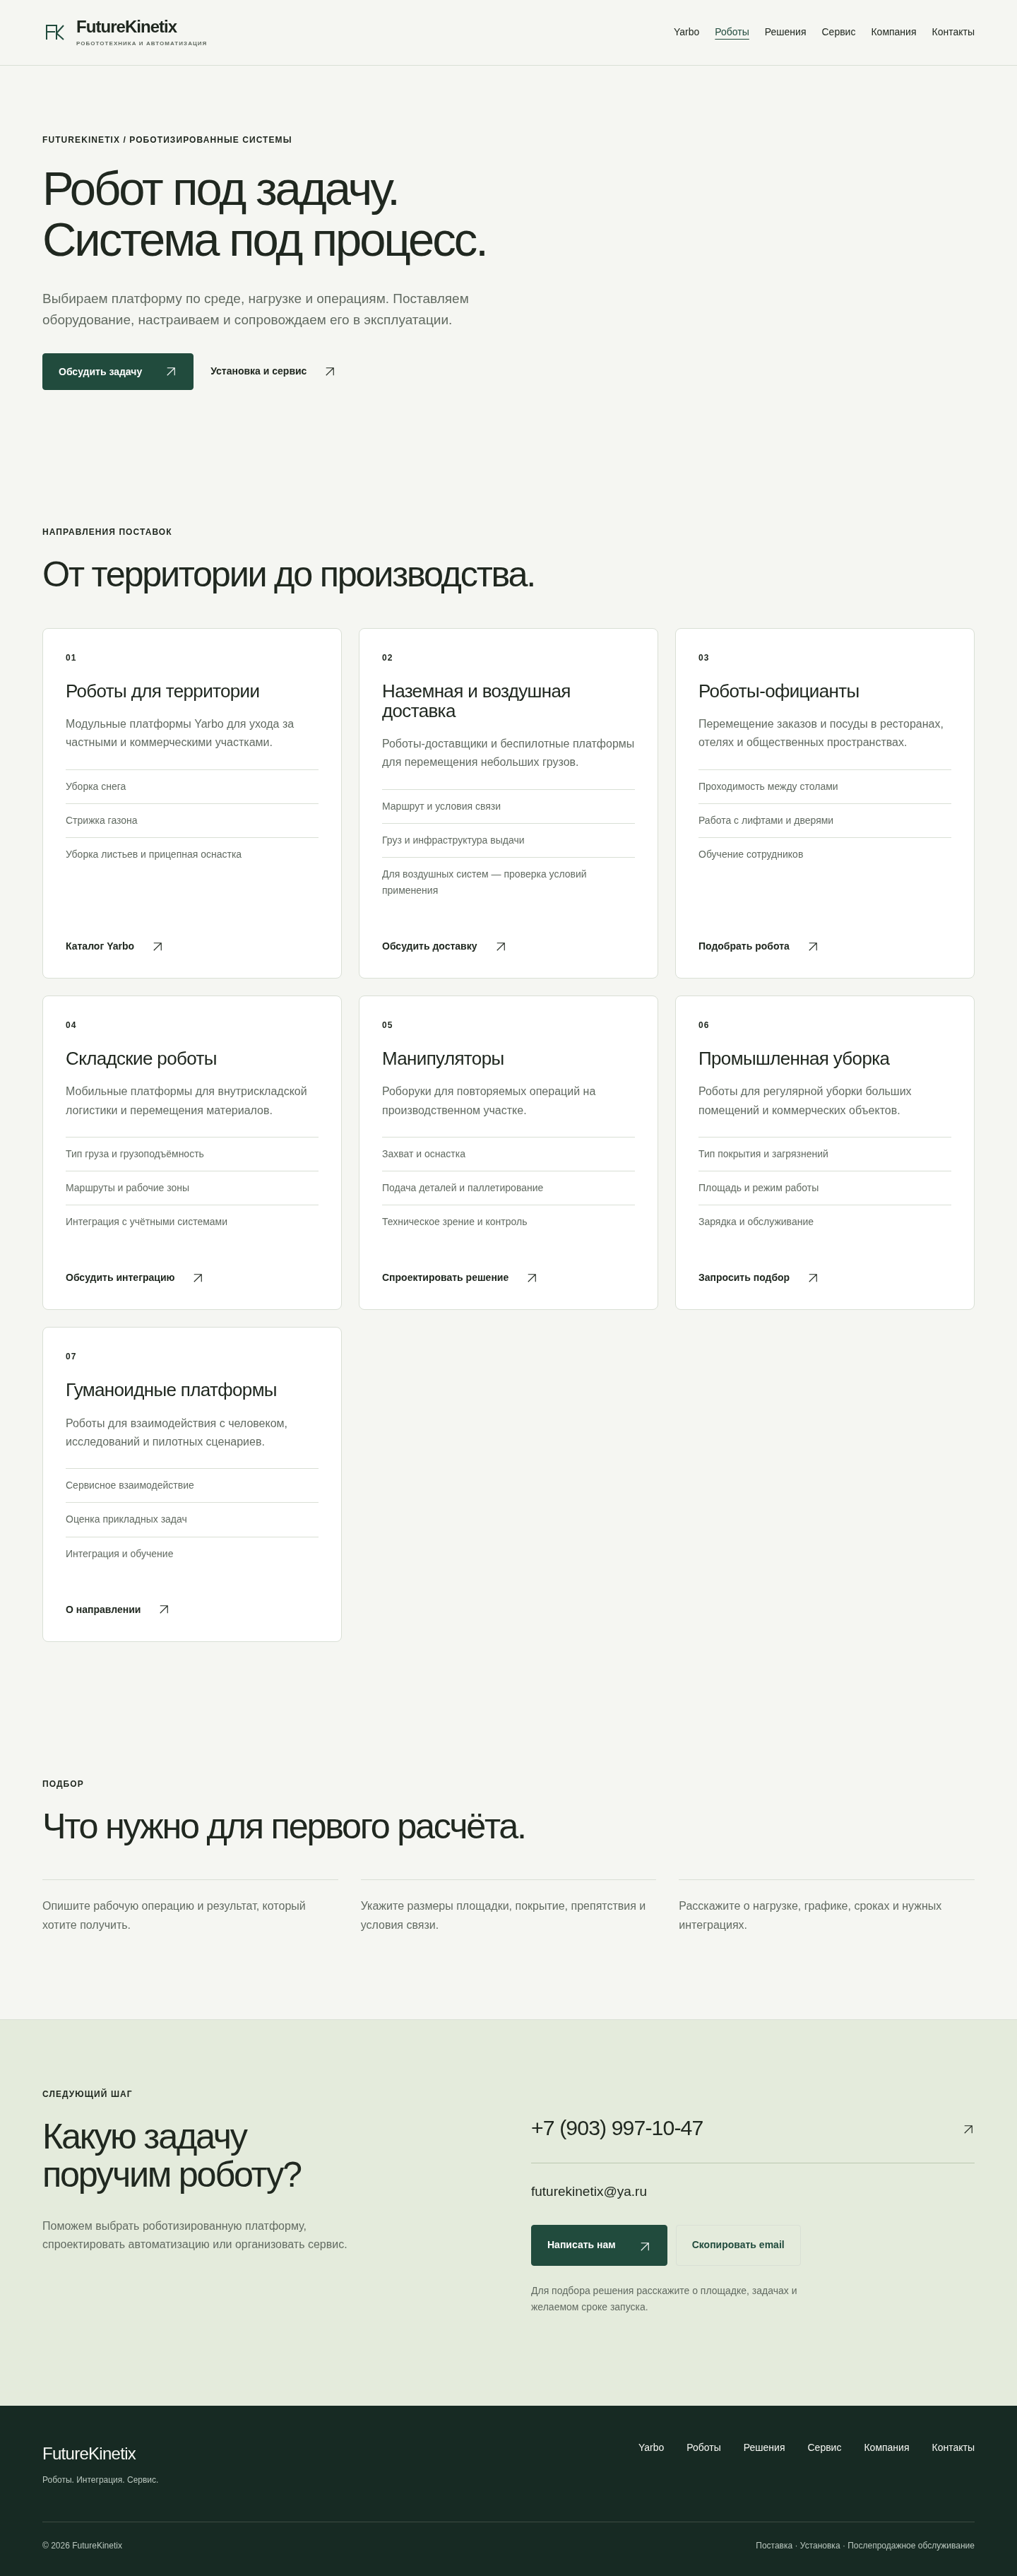 FK FutureKinetix
РОБОТОТЕХНИКА И АВТОМАТИЗАЦИЯ
Yarbo Роботы Решения Сервис Компания Контакты
FUTUREKINETIX / РОБОТИЗИРОВАННЫЕ СИСТЕМЫ
Робот под задачу.
Система под процесс.
Выбираем платформу по среде, нагрузке и операциям. Поставляем
оборудование, настраиваем и сопровождаем его в эксплуатации.
Обсудить задачу Установка и сервис
НАПРАВЛЕНИЯ ПОСТАВОК
От территории до производства.
01
Роботы для территории
Модульные платформы Yarbo для ухода за
частными и коммерческими участками.
Уборка снега
Стрижка газона
Уборка листьев и прицепная оснастка
Каталог Yarbo
02
Наземная и воздушная
доставка
Роботы-доставщики и беспилотные платформы
для перемещения небольших грузов.
Маршрут и условия связи
Груз и инфраструктура выдачи
Для воздушных систем — проверка условий
применения
Обсудить доставку
03
Роботы-официанты
Перемещение заказов и посуды в ресторанах,
отелях и общественных пространствах.
Проходимость между столами
Работа с лифтами и дверями
Обучение сотрудников
Подобрать робота
04
Складские роботы
Мобильные платформы для внутрискладской
логистики и перемещения материалов.
Тип груза и грузоподъёмность
Маршруты и рабочие зоны
Интеграция с учётными системами
Обсудить интеграцию
05
Манипуляторы
Роборуки для повторяемых операций на
производственном участке.
Захват и оснастка
Подача деталей и паллетирование
Техническое зрение и контроль
Спроектировать решение
06
Промышленная уборка
Роботы для регулярной уборки больших
помещений и коммерческих объектов.
Тип покрытия и загрязнений
Площадь и режим работы
Зарядка и обслуживание
Запросить подбор
07
Гуманоидные платформы
Роботы для взаимодействия с человеком,
исследований и пилотных сценариев.
Сервисное взаимодействие
Оценка прикладных задач
Интеграция и обучение
О направлении
ПОДБОР
Что нужно для первого расчёта.
Опишите рабочую операцию и результат, который
хотите получить.
Укажите размеры площадки, покрытие, препятствия и
условия связи.
Расскажите о нагрузке, графике, сроках и нужных
интеграциях.
СЛЕДУЮЩИЙ ШАГ
Какую задачу
поручим роботу?
Поможем выбрать роботизированную платформу,
спроектировать автоматизацию или организовать сервис.
+7 (903) 997-10-47
futurekinetix@ya.ru
Написать нам Скопировать email
Для подбора решения расскажите о площадке, задачах и
желаемом сроке запуска.
FutureKinetix
Роботы. Интеграция. Сервис.
Yarbo Роботы Решения Сервис Компания Контакты
© 2026 FutureKinetix
Поставка · Установка · Послепродажное обслуживание